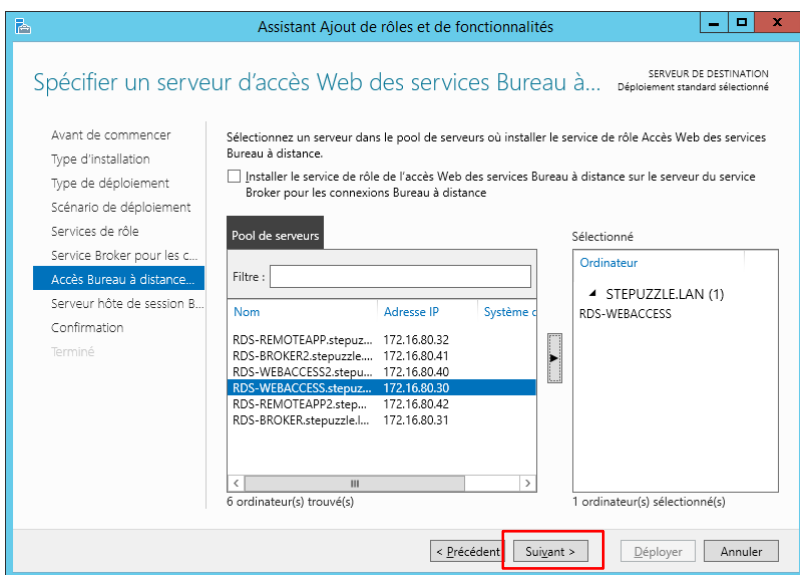 Assistant Ajout de rôles et de fonctionnalités
Spécifier un serveur d'accès Web des services Bureau à...
SERVEUR DE DESTINATION
Déploiement standard sélectionné
Avant de commencer
Type d'installation
Type de déploiement
Scénario de déploiement
Services de rôle
Service Broker pour les c...
Accès Bureau à distance...
Serveur hôte de session B...
Confirmation
Terminé
Sélectionnez un serveur dans le pool de serveurs où installer le service de rôle Accès Web des services
Bureau à distance.
Installer le service de rôle de l'accès Web des services Bureau à distance sur le serveur du service
Broker pour les connexions Bureau à distance
Pool de serveurs
Filtre :
Nom Adresse IP Système d
RDS-REMOTEAPP.stepuz... 172.16.80.32
RDS-BROKER2.stepuzzle.... 172.16.80.41
RDS-WEBACCESS2.stepu... 172.16.80.40
RDS-WEBACCESS.stepuz... 172.16.80.30
RDS-REMOTEAPP2.step... 172.16.80.42
RDS-BROKER.stepuzzle.l... 172.16.80.31
6 ordinateur(s) trouvé(s)
Sélectionné
Ordinateur
STEPUZZLE.LAN (1)
RDS-WEBACCESS
1 ordinateur(s) sélectionné(s)
< Précédent
Suivant >
Déployer
Annuler